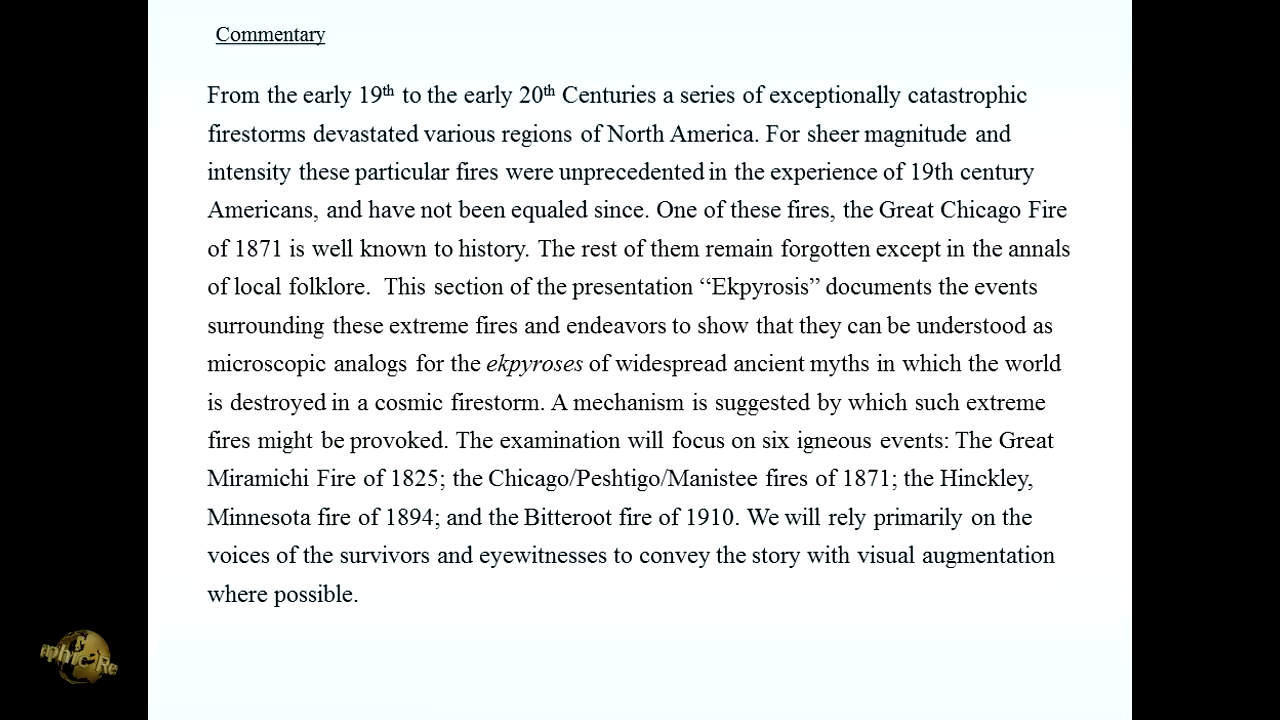 Commentary
From the early 19th to the early 20th Centuries a series of exceptionally catastrophic
firestorms devastated various regions of North America. For sheer magnitude and
intensity these particular fires were unprecedented in the experience of 19th century
Americans, and have not been equaled since. One of these fires, the Great Chicago Fire
of 1871 is well known to history. The rest of them remain forgotten except in the annals
of local folklore.  This section of the presentation “Ekpyrosis” documents the events
surrounding these extreme fires and endeavors to show that they can be understood as
microscopic analogs for the ekpyroses of widespread ancient myths in which the world
is destroyed in a cosmic firestorm. A mechanism is suggested by which such extreme
fires might be provoked. The examination will focus on six igneous events: The Great
Miramichi Fire of 1825; the Chicago/Peshtigo/Manistee fires of 1871; the Hinckley,
Minnesota fire of 1894; and the Bitteroot fire of 1910. We will rely primarily on the
voices of the survivors and eyewitnesses to convey the story with visual augmentation
where possible.